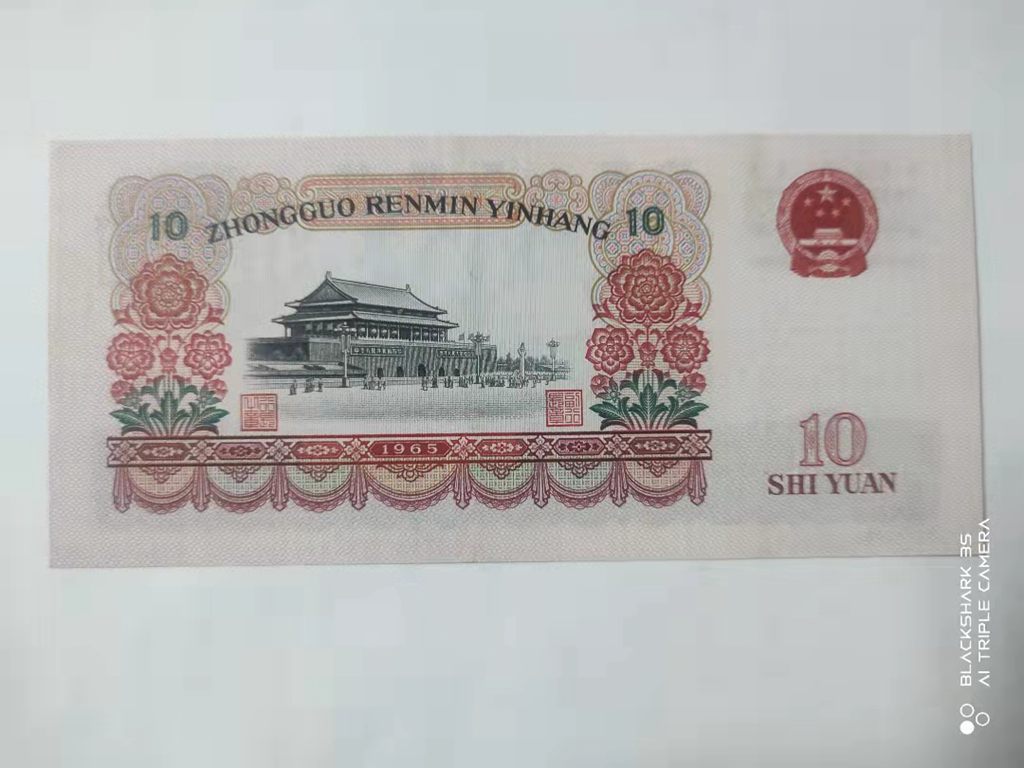 10 ZHONGGUO RENMIN YINHANG 10
1965
10
SHI YUAN
BLACKSHARK 3S
AI TRIPLE CAMERA